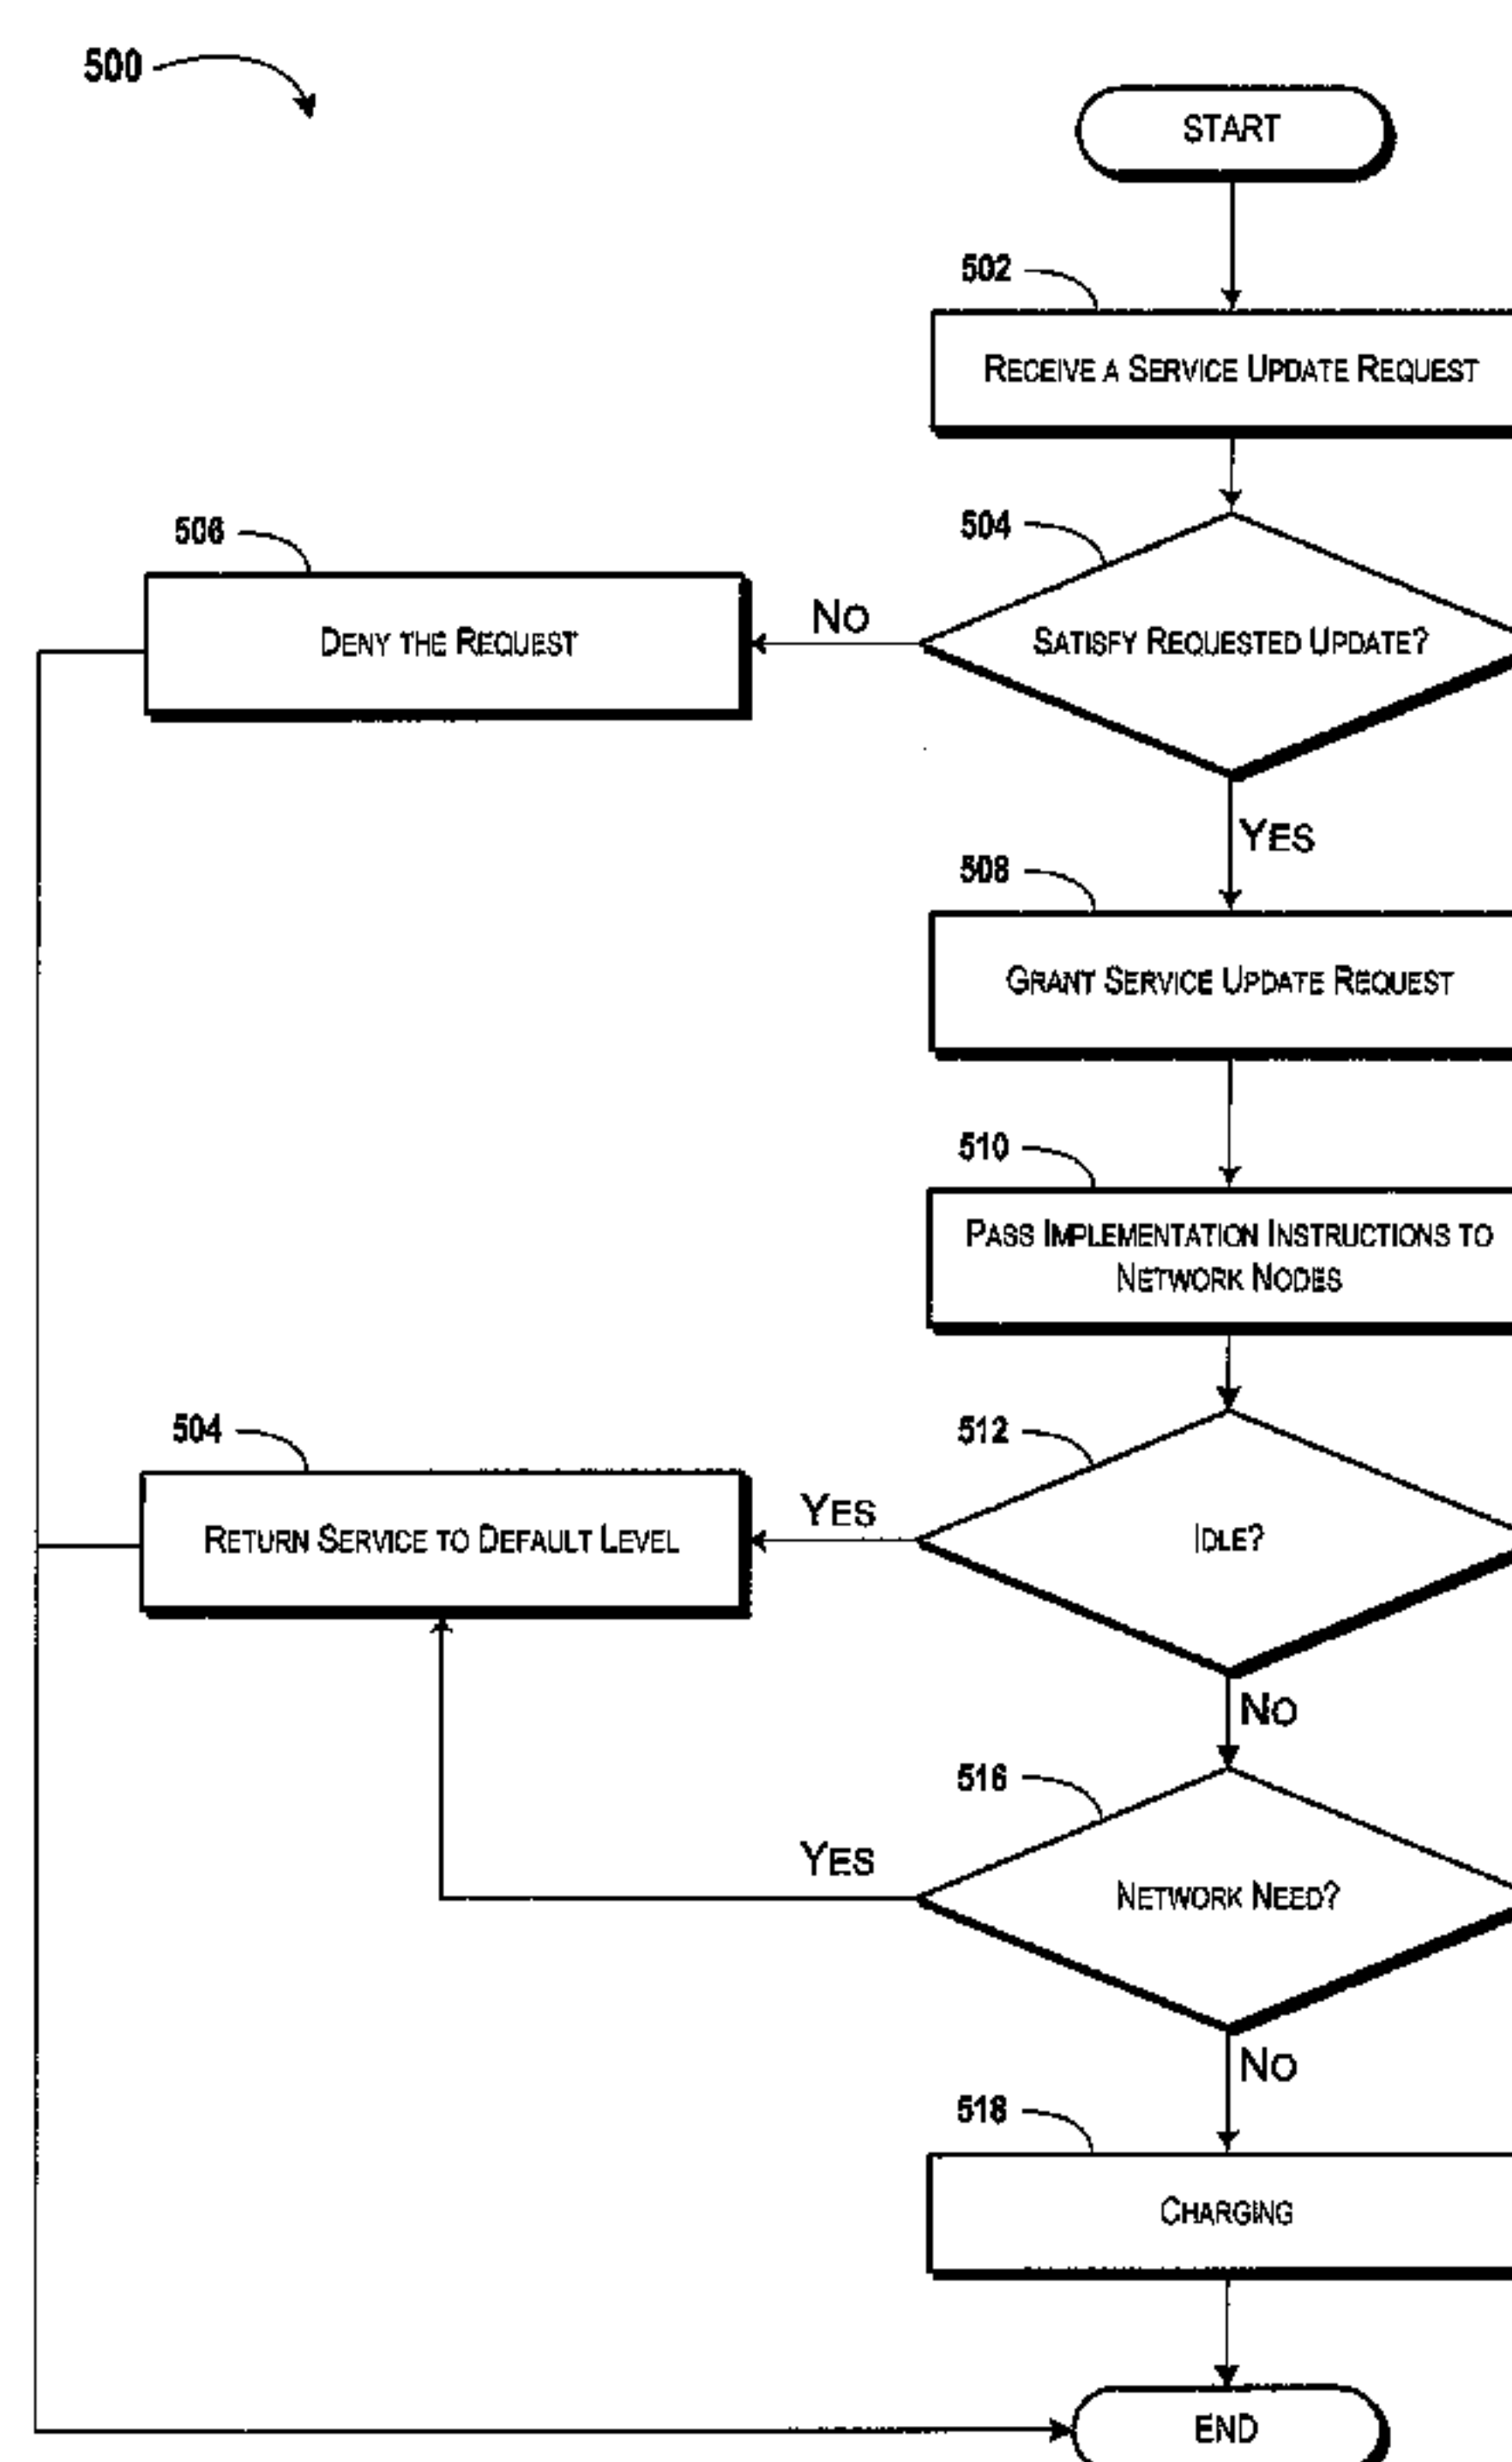 500
START
502
RECEIVE A SERVICE UPDATE REQUEST
504
SATISFY REQUESTED UPDATE?
NO
506
DENY THE REQUEST
YES
508
GRANT SERVICE UPDATE REQUEST
510
PASS IMPLEMENTATION INSTRUCTIONS TO
NETWORK NODES
512
IDLE?
YES
504
RETURN SERVICE TO DEFAULT LEVEL
NO
516
NETWORK NEED?
YES
NO
518
CHARGING
END